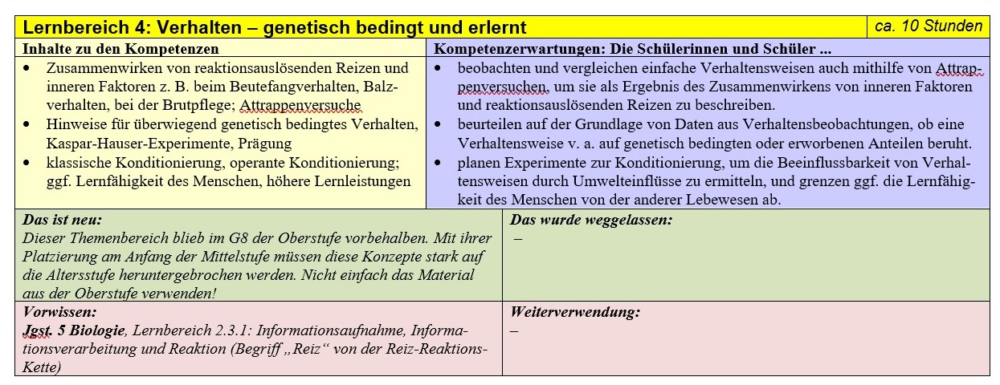 Lernbereich 4: Verhalten – genetisch bedingt und erlernt
ca. 10 Stunden
Inhalte zu den Kompetenzen
• Zusammenwirken von reaktionsauslösenden Reizen und
inneren Faktoren z. B. beim Beutefangverhalten, Balz-
verhalten, bei der Brutpflege; Attrappenversuche
• Hinweise für überwiegend genetisch bedingtes Verhalten,
Kaspar-Hauser-Experimente, Prägung
• klassische Konditionierung, operante Konditionierung;
ggf. Lernfähigkeit des Menschen, höhere Lernleistungen
Kompetenzerwartungen: Die Schülerinnen und Schüler ...
• beobachten und vergleichen einfache Verhaltensweisen auch mithilfe von Attrap-
penversuchen, um sie als Ergebnis des Zusammenwirkens von inneren Faktoren
und reaktionsauslösenden Reizen zu beschreiben.
• beurteilen auf der Grundlage von Daten aus Verhaltensbeobachtungen, ob eine
Verhaltensweise v. a. auf genetisch bedingten oder erworbenen Anteilen beruht.
• planen Experimente zur Konditionierung, um die Beeinflussbarkeit von Verhal-
tensweisen durch Umwelteinflüsse zu ermitteln, und grenzen ggf. die Lernfähig-
keit des Menschen von der anderer Lebewesen ab.
Das ist neu:
Dieser Themenbereich blieb im G8 der Oberstufe vorbehalben. Mit ihrer
Platzierung am Anfang der Mittelstufe müssen diese Konzepte stark auf
die Altersstufe heruntergebrochen werden. Nicht einfach das Material
aus der Oberstufe verwenden!
Das wurde weggelassen:
–
Vorwissen:
Jgst. 5 Biologie, Lernbereich 2.3.1: Informationsaufnahme, Informa-
tionsverarbeitung und Reaktion (Begriff „Reiz“ von der Reiz-Reaktions-
Kette)
Weiterverwendung:
–